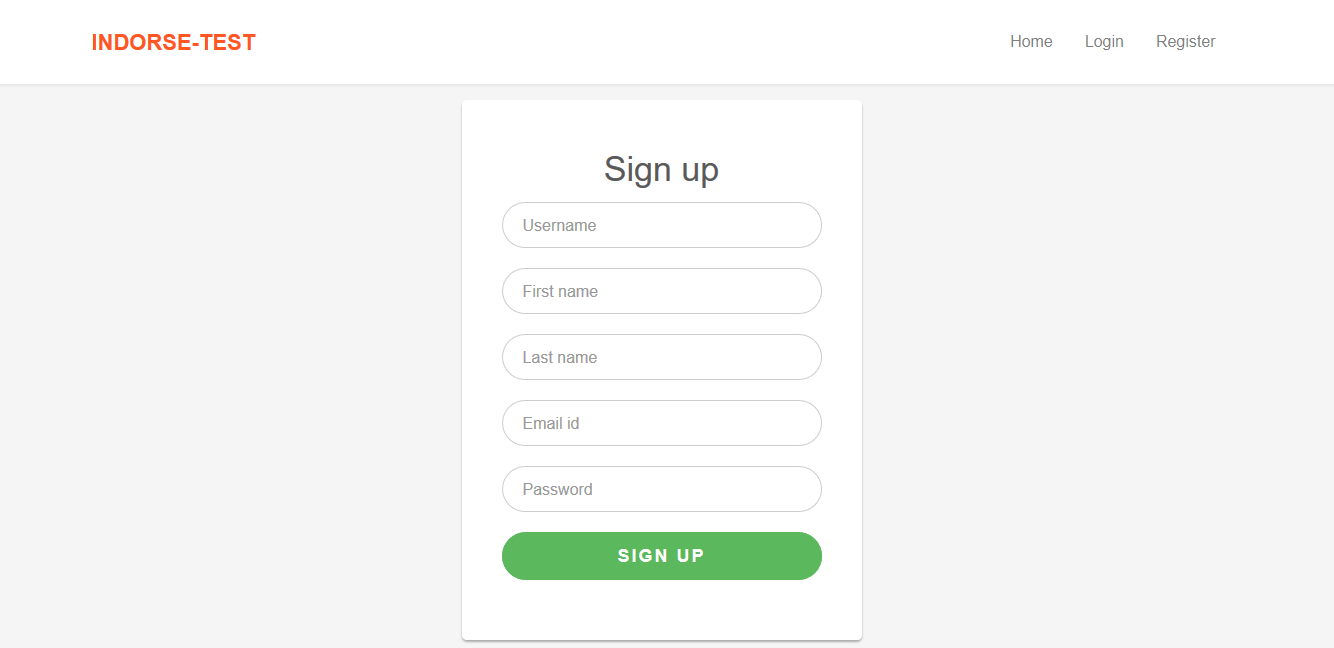 INDORSE-TEST
Home Login Register
Sign up
Username
First name
Last name
Email id
Password
SIGN UP